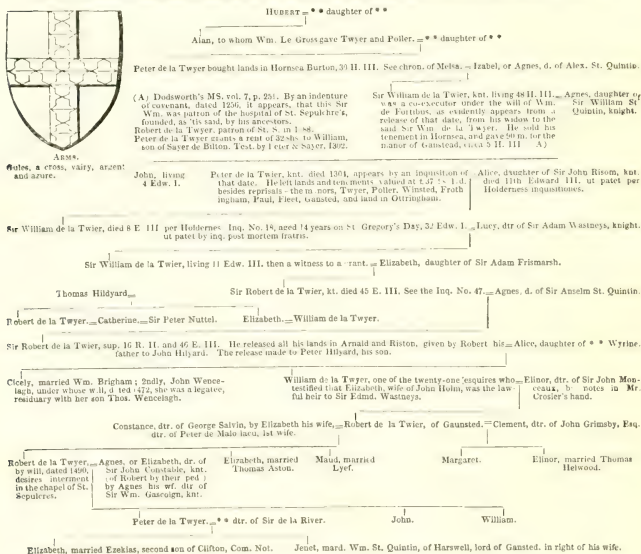 HUBERT = * * daughter of * *
Alan, to whom Wm. Le Gross gave Twyer and Poller. = * * daughter of * *
Peter de la Twyer bought lands in Hornsea Burton, 39 H. III. See chron. of Melsa. = Izabel, or Agnes, d. of Alex. St. Quintin.
(A) Dodsworth's MS. vol. 7, p. 251. By an indenture
of covenant, dated 1256, it appears, that this Sir
Wm. was patron of the hospital of St. Sepulchre's,
founded, as 'tis said, by his ancestors.
Robert de la Twyer, patron of St. S. in
Peter de la Twyer grants a rent of 32 sh. to William,
son of Sayer de Bilton. Test. by Peter de Sayer, 1302.
Sir William de la Twyer, knt. living 48 H. III.
was a co-executor under the will of Wm.
de Fortibus, as evidently appears from a
release of that date, from his widow to the
said Sir Wm. de la Twyer. He sold his
tenement in Hornsea, and gave 50 m. for the
manor of Ganstead, 5 H. III A)
= Agnes, daughter of
Sir William St
Quintin, knight.
ARMS.
Gules, a cross, vairy, argent
and azure.
John, living
4 Edw. I.
Peter de la Twyer, knt. died 1301, appears by an inquisition of
that date. He left lands and tenements valued at
besides reprisals - the manors, Twyer, Poller. Winsted, Froth
ingham, Paul, Fleet, Gansted, and land in Ottringham.
= Alice, daughter of Sir John Risom, knt.
died 11th Edward III, ut patet per
Holderness inquisitiones.
Sir William de la Twyer, died 8 E III per Holdernes Inq. No. 18, aged 14 years on St. Gregory's Day, 32 Edw. I. = Lucy, dtr of Sir Adam Wastneys, knight.
ut patet by inq. post mortem fratris.
Sir William de la Twyer, living 11 Edw. III. then a witness to a grant. = Elizabeth, daughter of Sir Adam Frismarsh.
Thomas Hildyard =
Sir Robert de la Twyer, kt. died 45 E. III. See the Inq. No. 47. = Agnes, d. of Sir Anselm St. Quintin.
Robert de la Twyer. = Catherine. = Sir Peter Nuttel.
Elizabeth. = William de la Twyer.
Sir Robert de la Twyer, sup. 16 R. II. and 46 E. III. He released all his lands in Arnald and Riston, given by Robert his = Alice, daughter of * * Wyrine.
father to John Hilyard. The release made to Peter Hilyard, his son.
Cicely, married Wm. Brigham; 2ndly, John Wence-
lagh, under whose will, dated 1472, she was a legatee,
residuary with her son Thos. Wencelagh.
William de la Twyer, one of the twenty-one esquires who
testified that Elizabeth, wife of John Holm, was the law-
ful heir to Sir Edmd. Wastneys.
= Elinor, dtr. of Sir John Mon-
ceaux, by notes in Mr.
Crosier's hand.
Constance, dtr. of George Salvin, by Elizabeth his wife, = Robert de la Twier, of Gaunsted. = Clement, dtr. of John Grimsby, Esq.
dtr. of Peter de Malo lacu, 1st wife.
Robert de la Twyer,
by will, dated 1490,
desires interment
in the chapel of St.
Sepulcres.
= Agnes, or Elizabeth, dr. of
Sir John Constable, knt.
(of Robert by their ped )
by Agnes his wf. dtr of
Sir Wm. Gascoign, knt.
Elizabeth, married
Thomas Aston.
Maud, married
Lyef.
Margaret.
Elinor, married Thomas
Helwood.
Peter de la Twyer. = * * dtr. of Sir de la River.
John.
William.
Elizabeth, married Ezekias, second son of Clifton, Com. Not.
Jenet, mard. Wm. St. Quintin, of Harswell, lord of Gansted. in right of his wife.